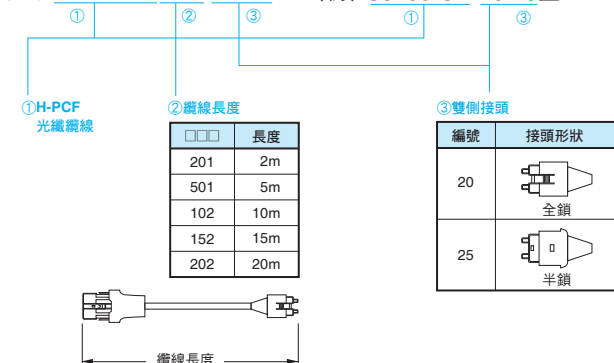 ① ② ③ ① ③
①H-PCF
光纖纜線
②纜線長度
□□□ 長度
201 2m
501 5m
102 10m
152 15m
202 20m
③雙側接頭
編號 接頭形狀
20 全鎖
25 半鎖
纜線長度